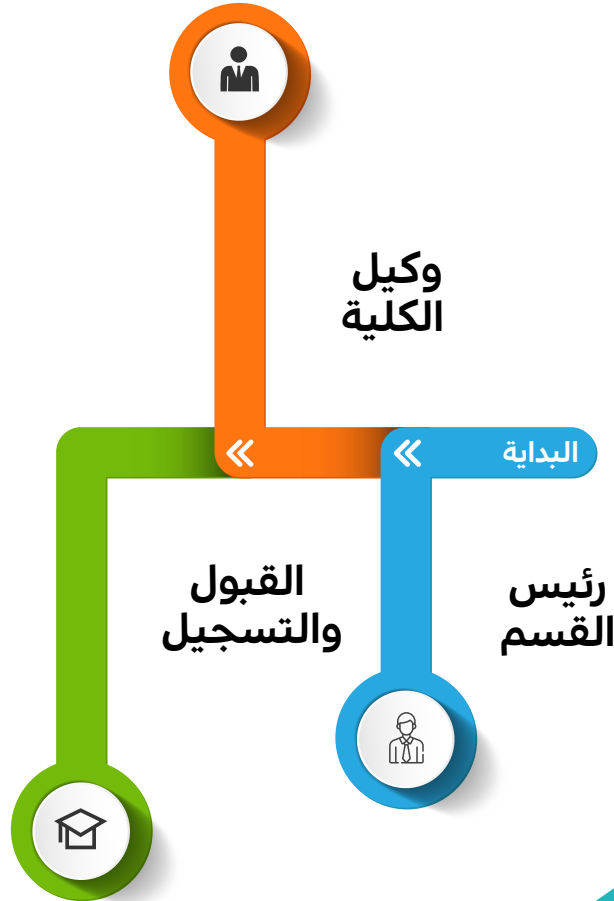 وكيل
الكلية
البداية
رئيس
القسم
القبول
والتسجيل